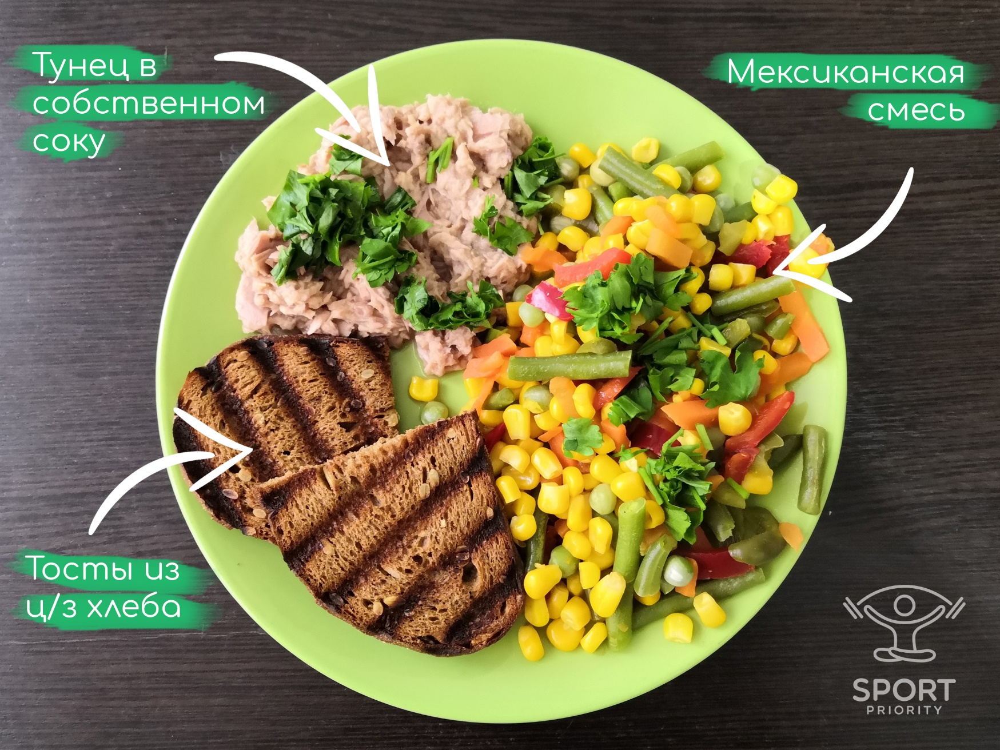 Тунец в
собственном
соку
Мексиканская
смесь
Тосты из
ц/з хлеба
SPORT
PRIORITY